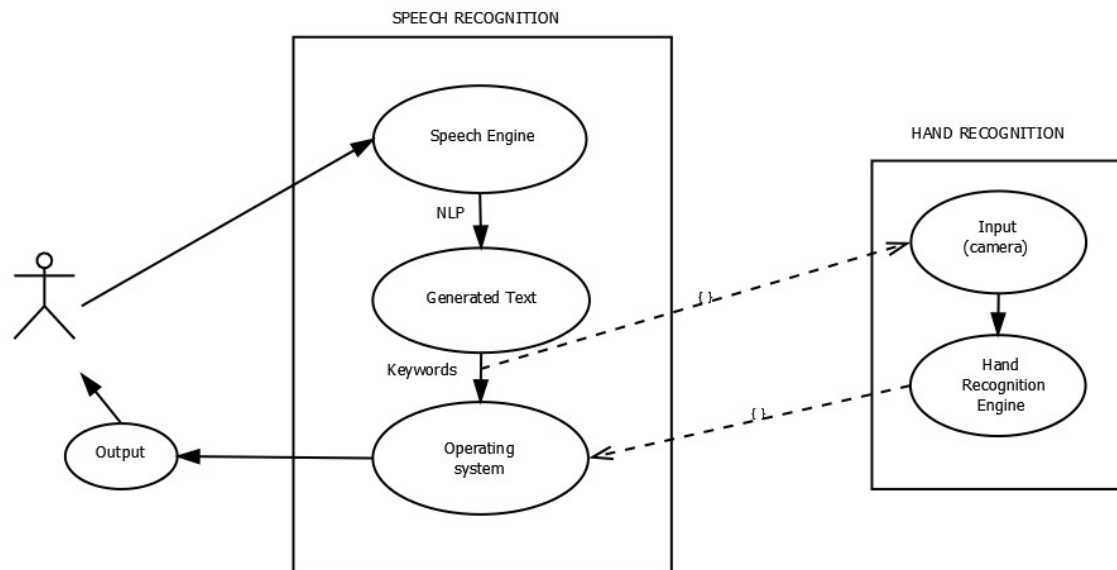 SPEECH RECOGNITION
Speech Engine
NLP
Generated Text
Keywords
Operating
system
Output
{ }
{ }
HAND RECOGNITION
Input
(camera)
Hand
Recognition
Engine